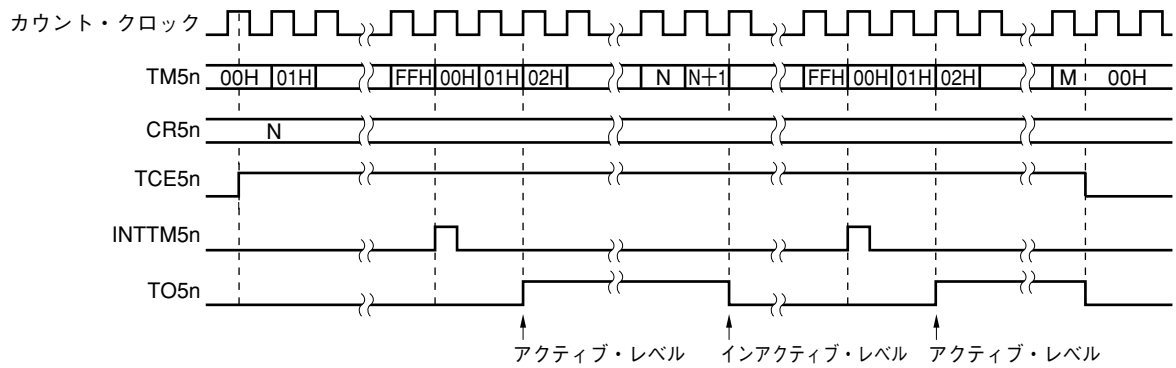 カウント・クロック
TM5n 00H 01H FFH 00H 01H 02H N N+1 FFH 00H 01H 02H M 00H
CR5n N
TCE5n
INTTM5n
TO5n
アクティブ・レベル インアクティブ・レベル アクティブ・レベル